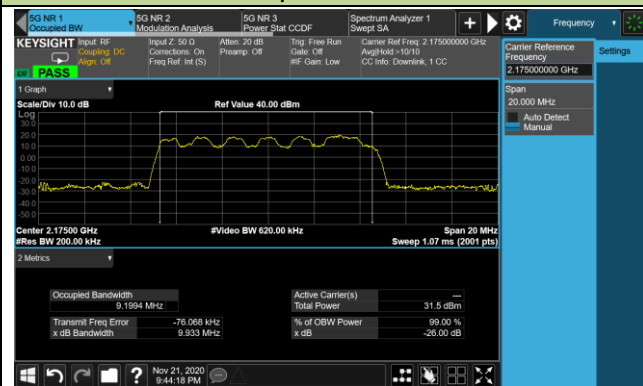 5G NR 1
Occupied BW
5G NR 2
Modulation Analysis
5G NR 3
Power Stat CCDF
Spectrum Analyzer 1
Swept SA
Frequency
KEYSIGHT
Input: RF
Coupling: DC
Align: Off
Input Z: 50 Ω
Corrections: On
Freq Ref: Int (S)
Atten: 20 dB
Preamp: Off
Trig: Free Run
Gate: Off
#IF Gain: Low
Carrier Ref Freq: 2.175000000 GHz
Avg|Hold:>10/10
CC Info: Downlink, 1 CC
PASS
Carrier Reference
Frequency
2.175000000 GHz
Settings
Span
20.000 MHz
Auto Detect
Manual
1 Graph
Scale/Div 10.0 dB
Ref Value 40.00 dBm
Log
30.0
20.0
10.0
0.00
-10.0
-20.0
-30.0
-40.0
-50.0
Center 2.17500 GHz
#Video BW 620.00 kHz
Span 20 MHz
#Res BW 200.00 kHz
Sweep 1.07 ms (2001 pts)
2 Metrics
Occupied Bandwidth
9.1994 MHz
Active Carrier(s)
---
Total Power
31.5 dBm
Transmit Freq Error
-76.068 kHz
% of OBW Power
99.00 %
x dB Bandwidth
9.933 MHz
x dB
-26.00 dB
?
Nov 21, 2020
9:44:18 PM